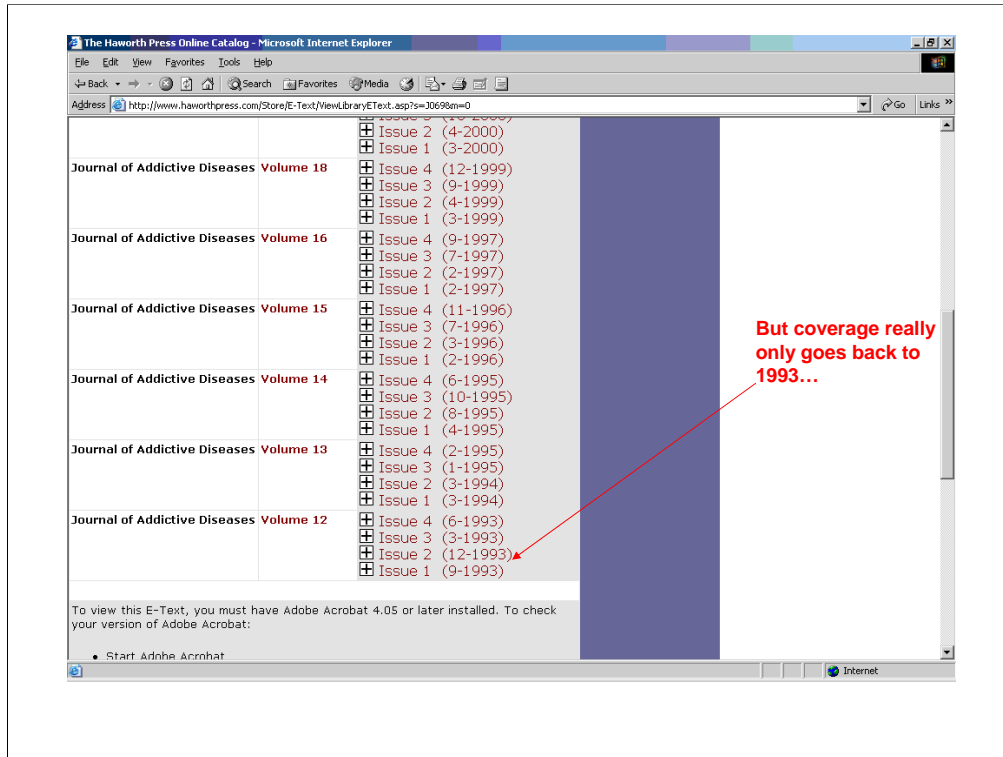 The Haworth Press Online Catalog - Microsoft Internet Explorer
File Edit View Favorites Tools Help
Back Search Favorites Media
Address http://www.haworthpress.com/Store/E-Text/ViewLibraryEText.asp?s=J069&m=0 Go Links »
Issue 2 (4-2000)
Issue 1 (3-2000)
Journal of Addictive Diseases Volume 18 Issue 4 (12-1999)
Issue 3 (9-1999)
Issue 2 (4-1999)
Issue 1 (3-1999)
Journal of Addictive Diseases Volume 16 Issue 4 (9-1997)
Issue 3 (7-1997)
Issue 2 (2-1997)
Issue 1 (2-1997)
Journal of Addictive Diseases Volume 15 Issue 4 (11-1996)
Issue 3 (7-1996)
Issue 2 (3-1996)
Issue 1 (2-1996)
But coverage really
only goes back to
1993…
Journal of Addictive Diseases Volume 14 Issue 4 (6-1995)
Issue 3 (10-1995)
Issue 2 (8-1995)
Issue 1 (4-1995)
Journal of Addictive Diseases Volume 13 Issue 4 (2-1995)
Issue 3 (1-1995)
Issue 2 (3-1994)
Issue 1 (3-1994)
Journal of Addictive Diseases Volume 12 Issue 4 (6-1993)
Issue 3 (3-1993)
Issue 2 (12-1993)
Issue 1 (9-1993)
To view this E-Text, you must have Adobe Acrobat 4.05 or later installed. To check
your version of Adobe Acrobat:
• Start Adobe Acrobat
Internet